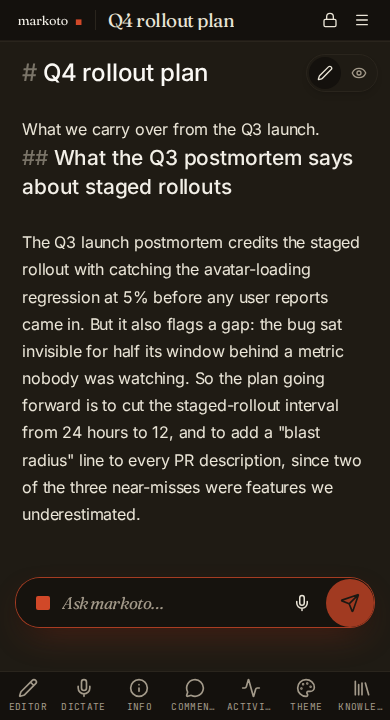 markoto
Q4 rollout plan
# Q4 rollout plan
What we carry over from the Q3 launch.
## What the Q3 postmortem says
about staged rollouts
The Q3 launch postmortem credits the staged
rollout with catching the avatar-loading
regression at 5% before any user reports
came in. But it also flags a gap: the bug sat
invisible for half its window behind a metric
nobody was watching. So the plan going
forward is to cut the staged-rollout interval
from 24 hours to 12, and to add a "blast
radius" line to every PR description, since two
of the three near-misses were features we
underestimated.
Ask markoto...
EDITOR DICTATE INFO COMMEN… ACTIVI… THEME KNOWLE…